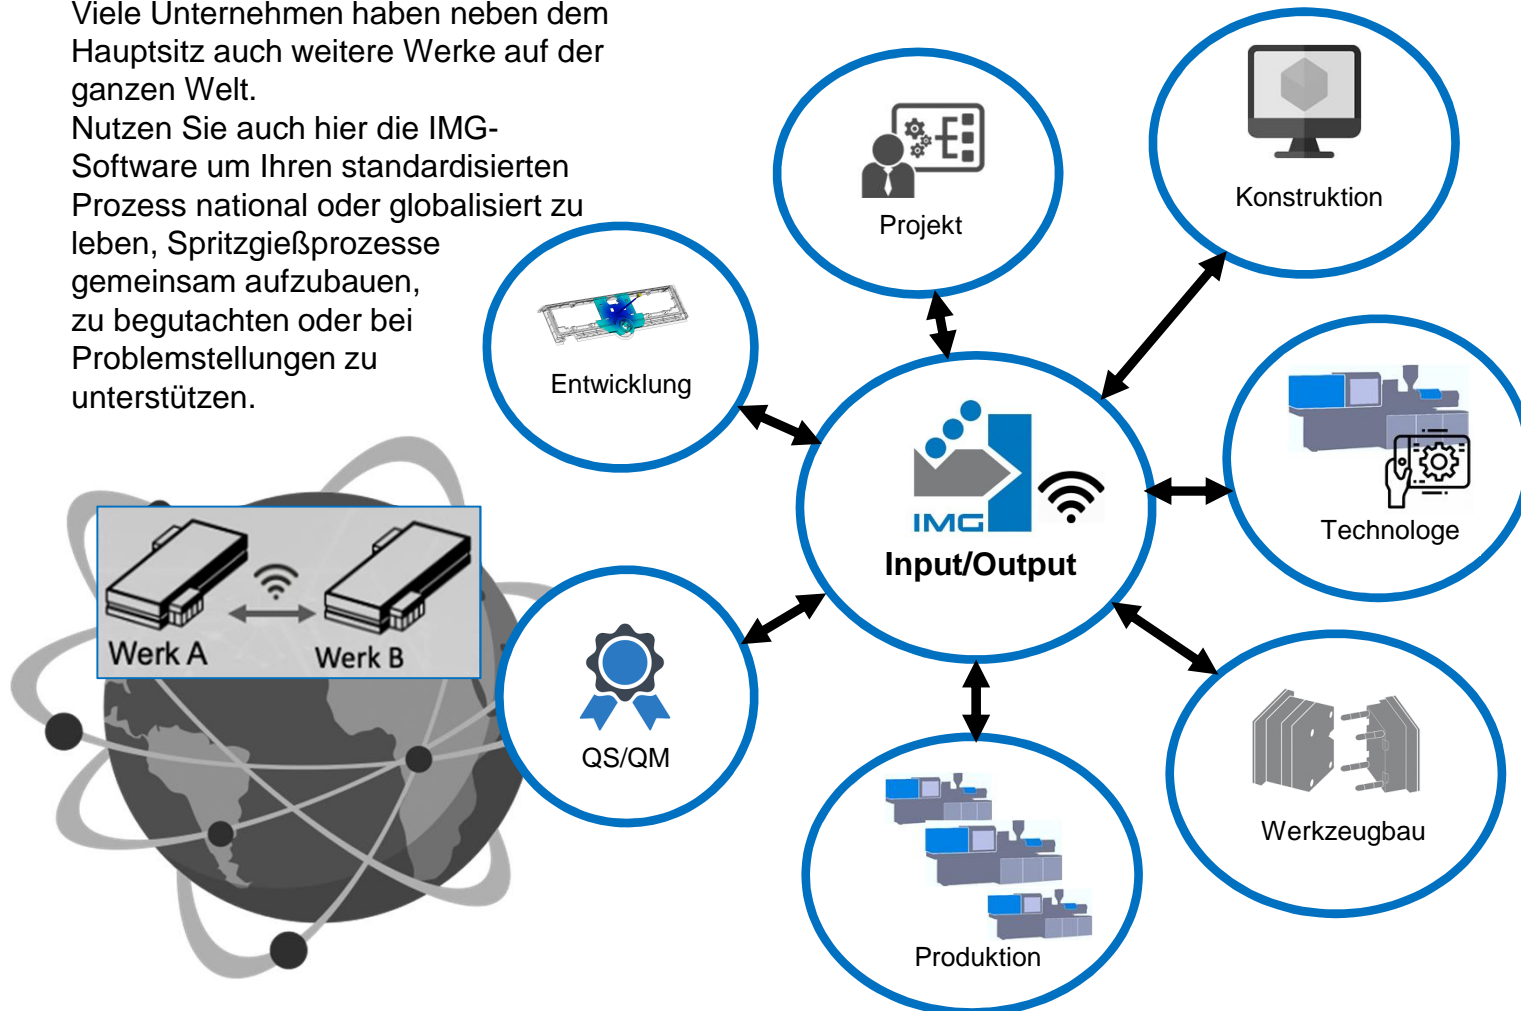 Viele Unternehmen haben neben dem
Hauptsitz auch weitere Werke auf der
ganzen Welt.
Nutzen Sie auch hier die IMG-
Software um Ihren standardisierten
Prozess national oder globalisiert zu
leben, Spritzgießprozesse
gemeinsam aufzubauen,
zu begutachten oder bei
Problemstellungen zu
unterstützen.
Projekt
Konstruktion
Entwicklung
IMG
Input/Output
Technologe
Werk A
Werk B
QS/QM
Werkzeugbau
Produktion